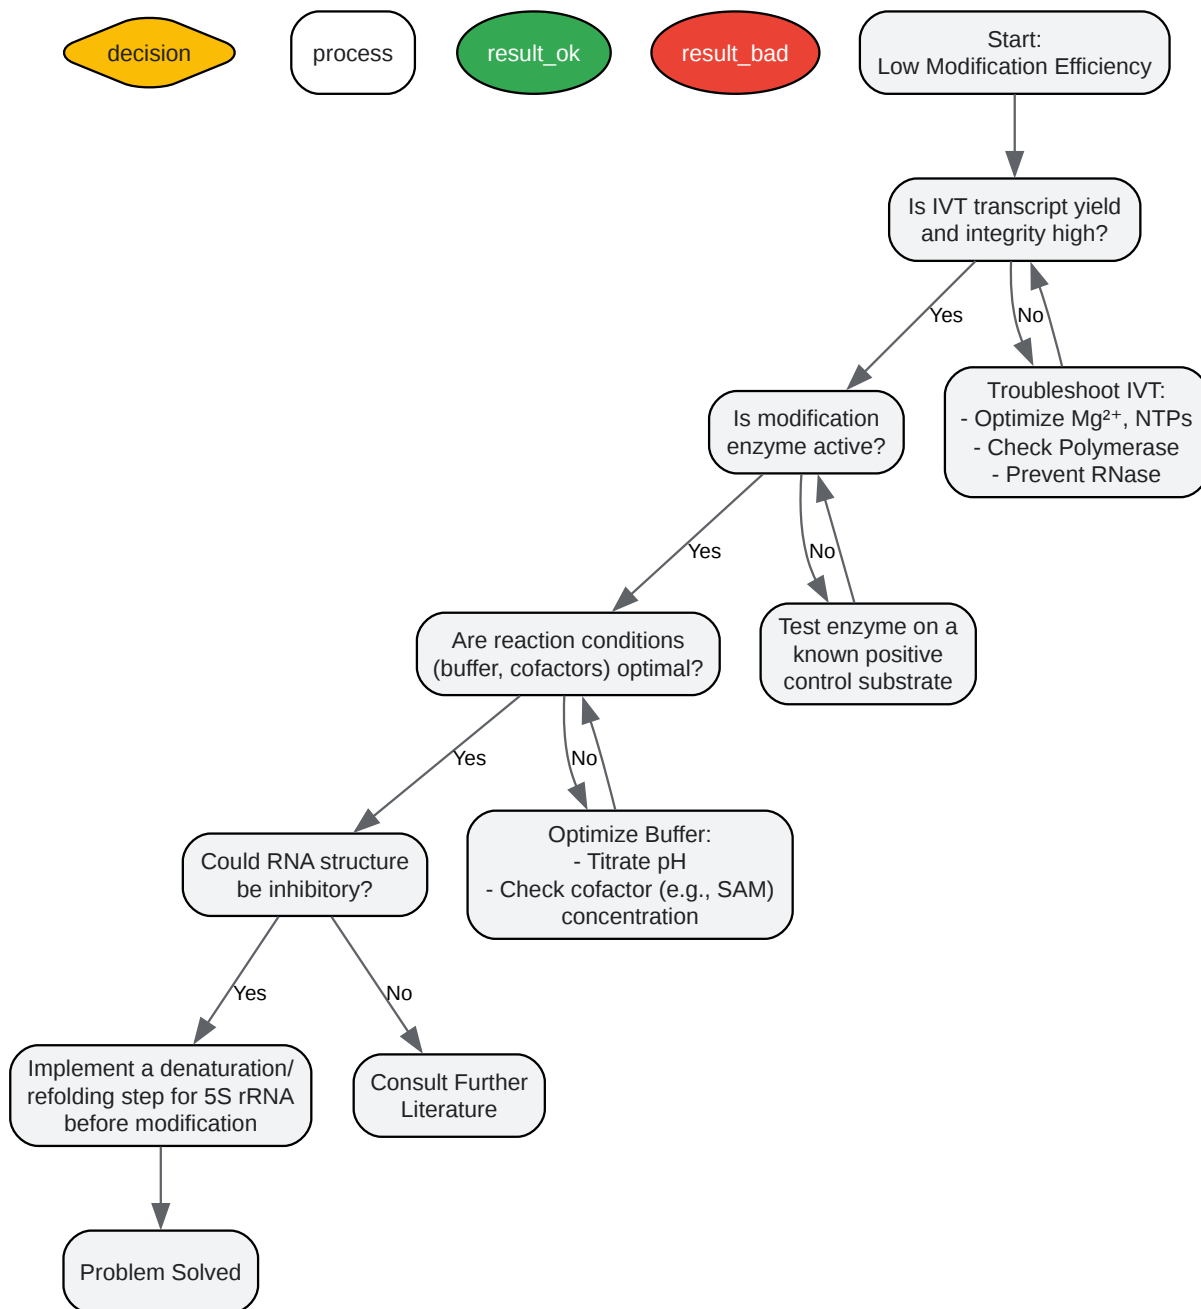 decision
process
result_ok
result_bad
Start:
Low Modification Efficiency
Is IVT transcript yield
and integrity high?
Yes
No
Troubleshoot IVT:
- Optimize Mg²⁺, NTPs
- Check Polymerase
- Prevent RNase
Is modification
enzyme active?
Yes
No
Test enzyme on a
known positive
control substrate
Are reaction conditions
(buffer, cofactors) optimal?
Yes
No
Optimize Buffer:
- Titrate pH
- Check cofactor (e.g., SAM)
concentration
Could RNA structure
be inhibitory?
Yes
No
Implement a denaturation/
refolding step for 5S rRNA
before modification
Consult Further
Literature
Problem Solved